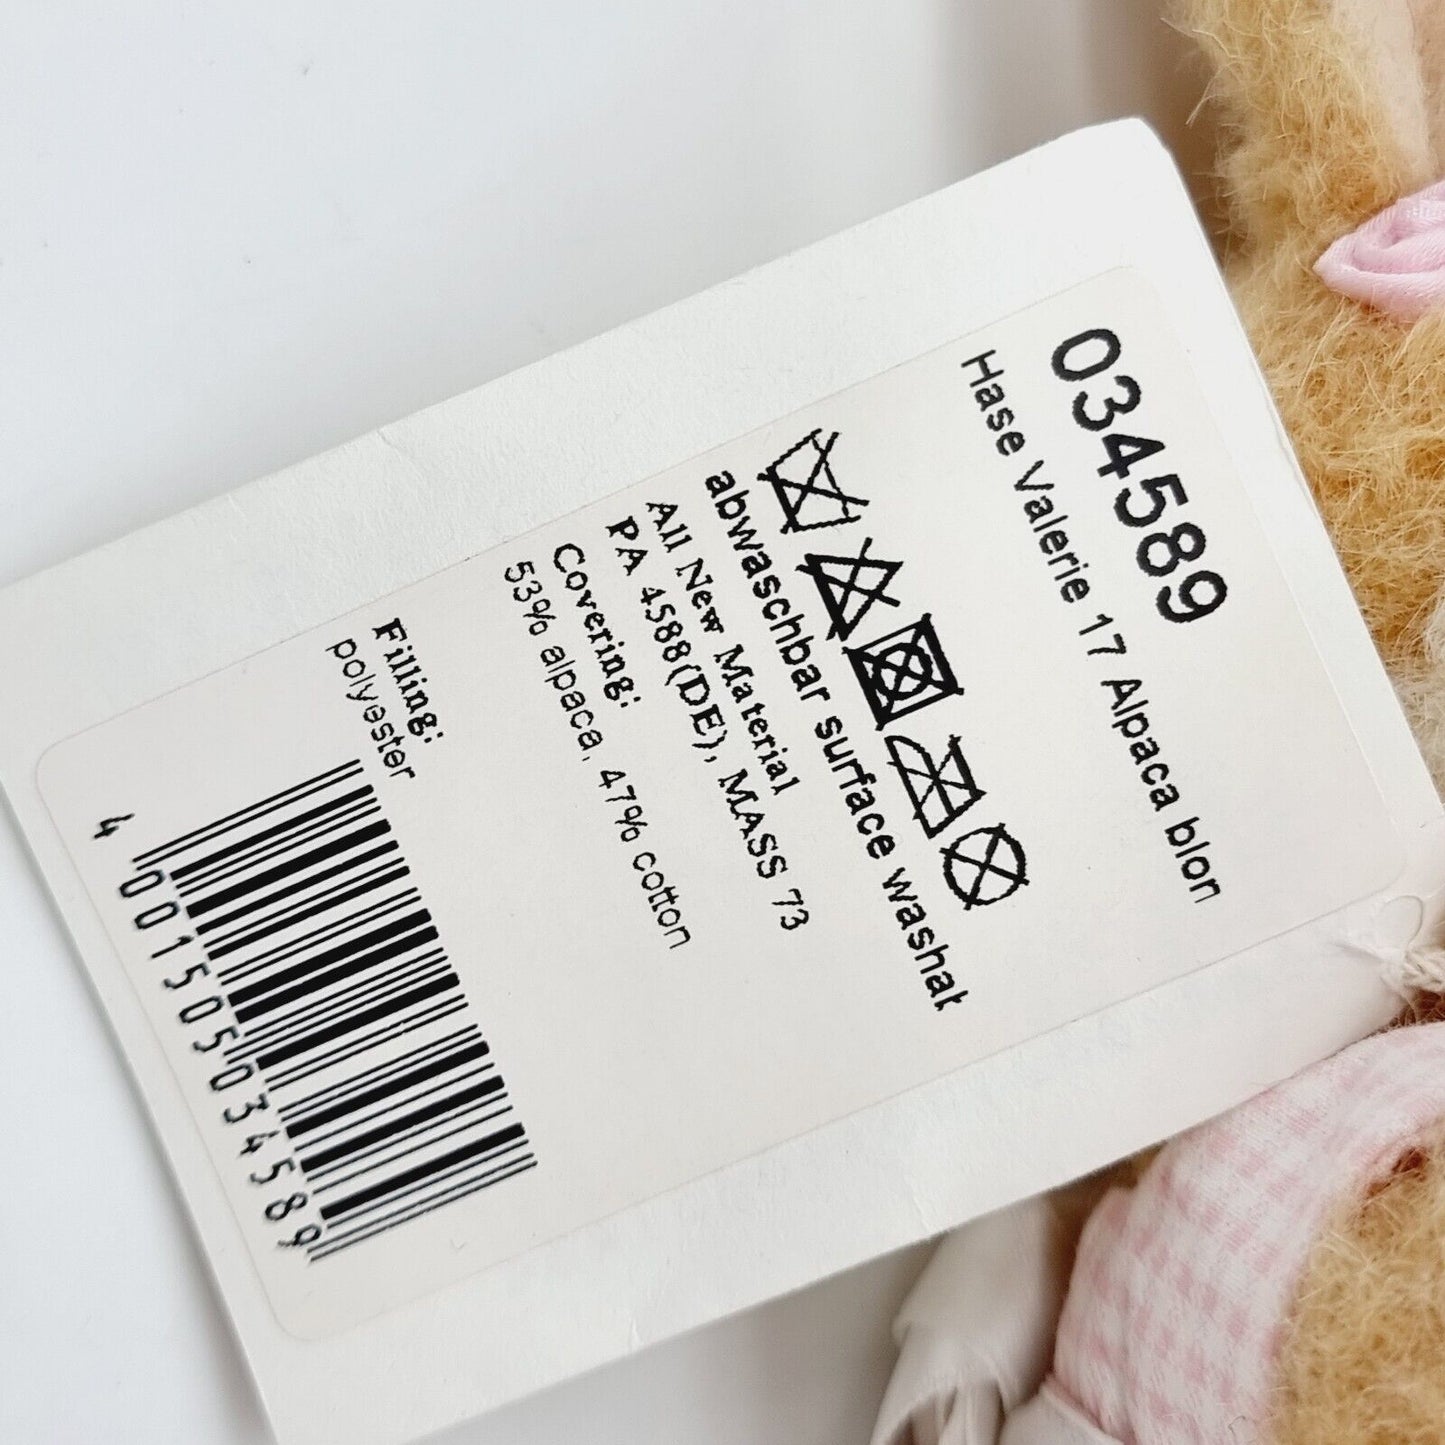 034589
Hase Valerie 17 Alpaca blon
abwaschbar surface washab
All New Material
PA 4588(DE), MASS 73
Covering:
53% alpaca, 47% cotton
Filling:
polyester
4 001505 034589